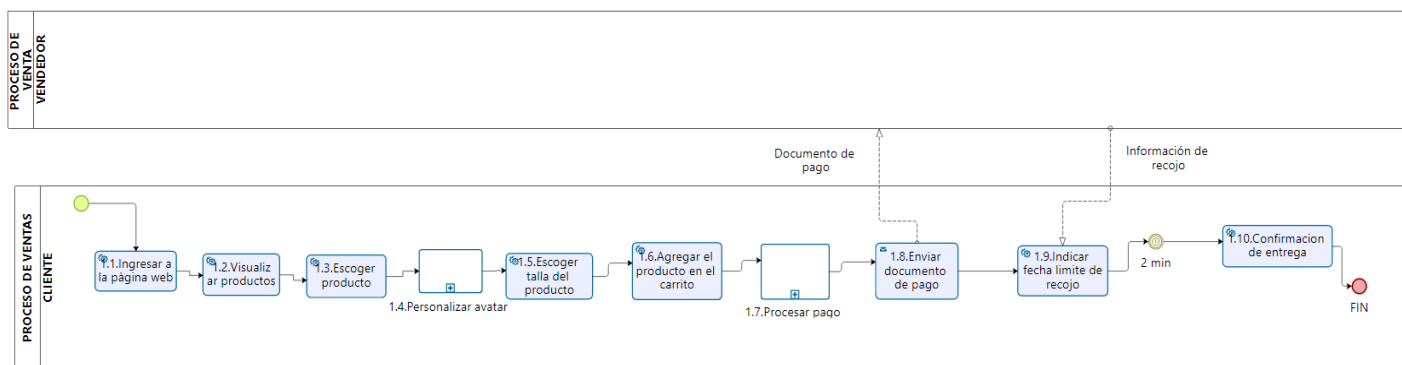 PROCESO DE
VENTA
VENDEDOR
Documento de
pago
Información de
recojo
PROCESO DE VENTAS
CLIENTE
1.1.Ingresar a
la página web
1.2.Visualiz
ar productos
1.3.Escoger
producto
1.4.Personalizar avatar
1.5.Escoger
talla del
producto
1.6.Agregar el
producto en el
carrito
1.7.Procesar pago
1.8.Enviar
documento
de pago
1.9.Indicar
fecha limite de
recojo
2 min
1.10.Confirmacion
de entrega
FIN